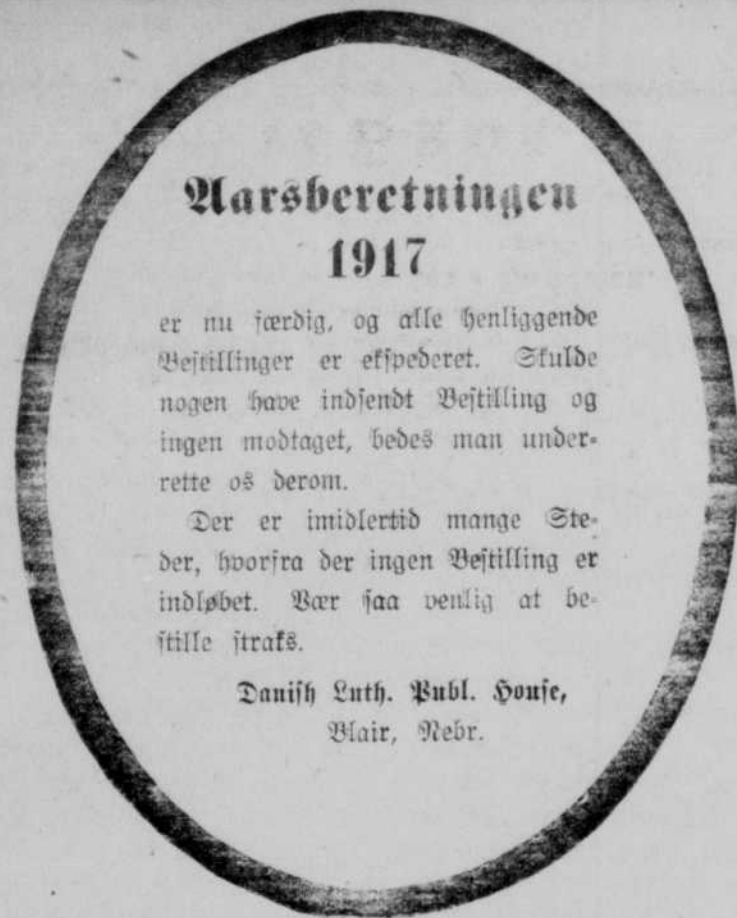 Aarsberetningen
1917
er nu færdig, og alle henliggende
Bestillinger er ekspederet. Skulde
nogen have indsendt Bestilling og
ingen modtaget, bedes man under-
rette os derom.
Der er imidlertid mange Ste-
der, hvorfra der ingen Bestilling er
indløbet. Vær saa venlig at be-
stille straks.
Danish Luth. Publ. House,
Blair, Nebr.